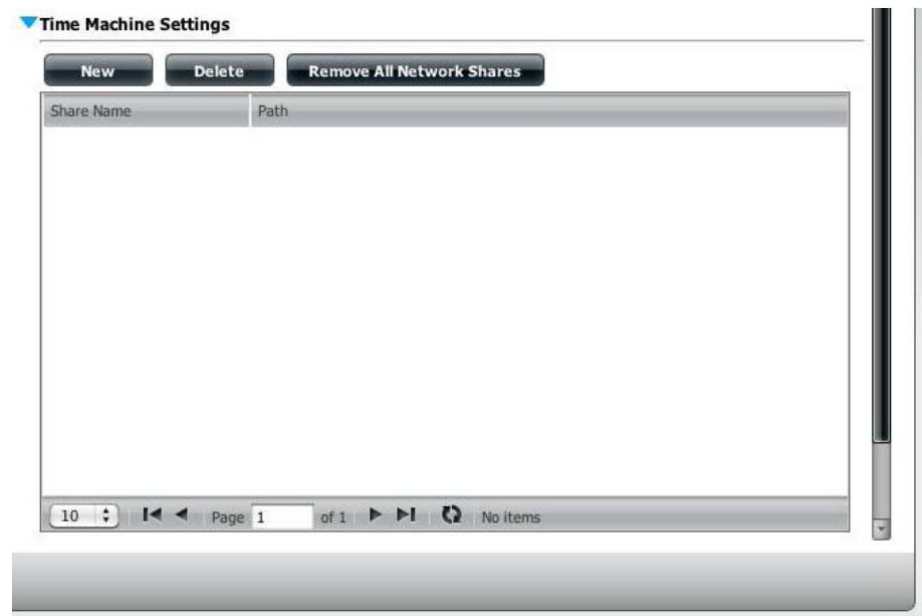 Time Machine Settings
New Delete Remove All Network Shares
Share Name Path
10 Page 1 of 1 No items